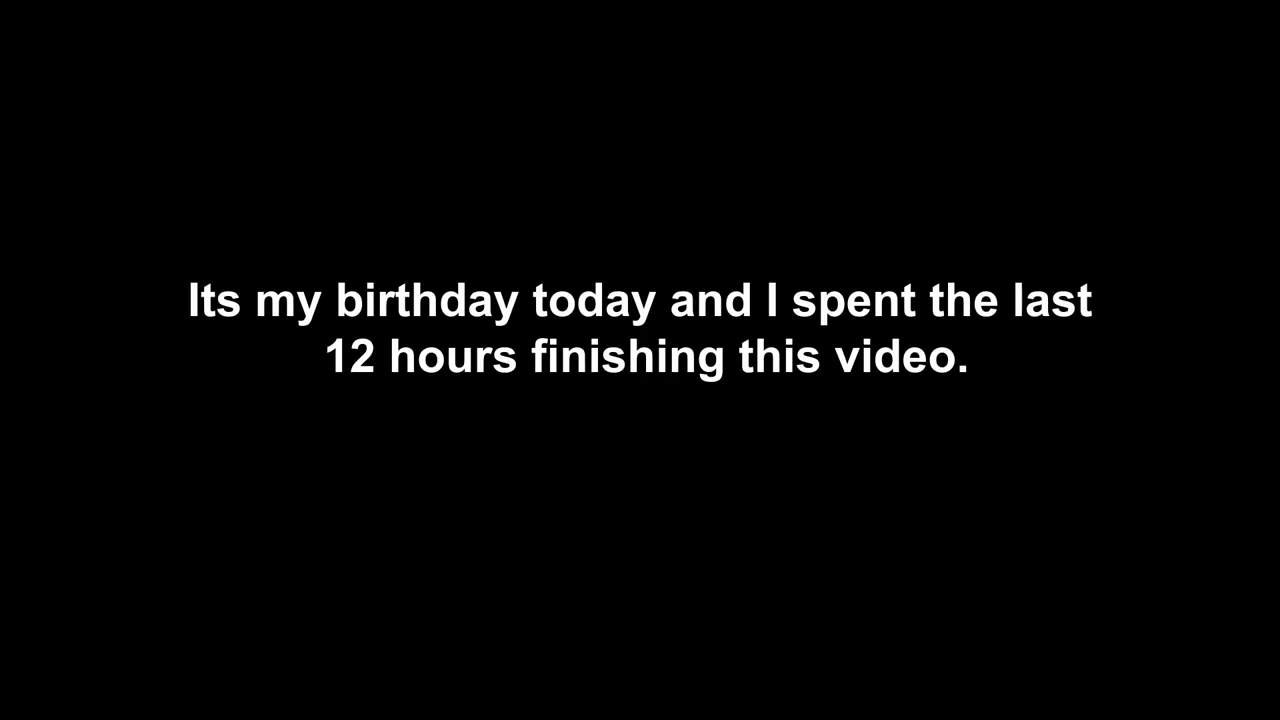 Its my birthday today and I spent the last
12 hours finishing this video.